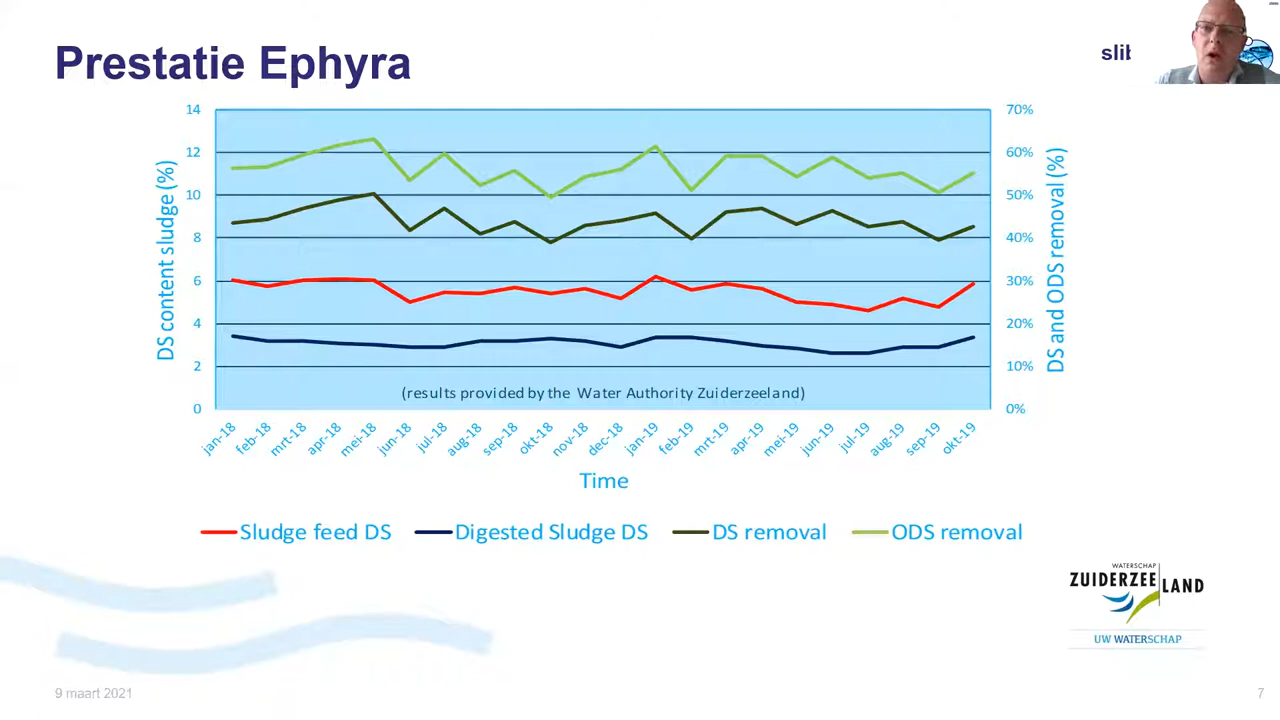 Prestatie Ephyra
slib
14
12
10
8
6
4
2
0
DS content sludge (%)
70%
60%
50%
40%
30%
20%
10%
0%
DS and ODS removal (%)
(results provided by the Water Authority Zuiderzeeland)
jan-18
feb-18
mrt-18
apr-18
mei-18
jun-18
jul-18
aug-18
sep-18
okt-18
nov-18
dec-18
jan-19
feb-19
mrt-19
apr-19
mei-19
jun-19
jul-19
aug-19
sep-19
okt-19
Time
Sludge feed DS
Digested Sludge DS
DS removal
ODS removal
WATERSCHAP
ZUIDERZEELAND
UW WATERSCHAP
9 maart 2021
7